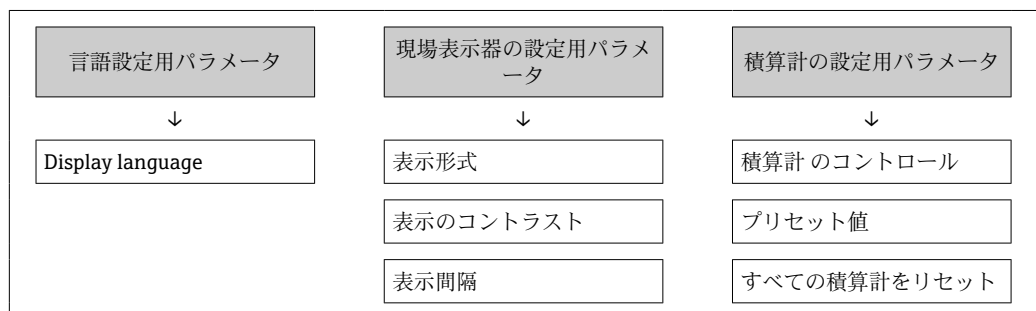 言語設定用パラメータ
↓
Display language
現場表示器の設定用パラメ
ータ
↓
表示形式
表示のコントラスト
表示間隔
積算計の設定用パラメータ
↓
積算計 のコントロール
プリセット値
すべての積算計をリセット